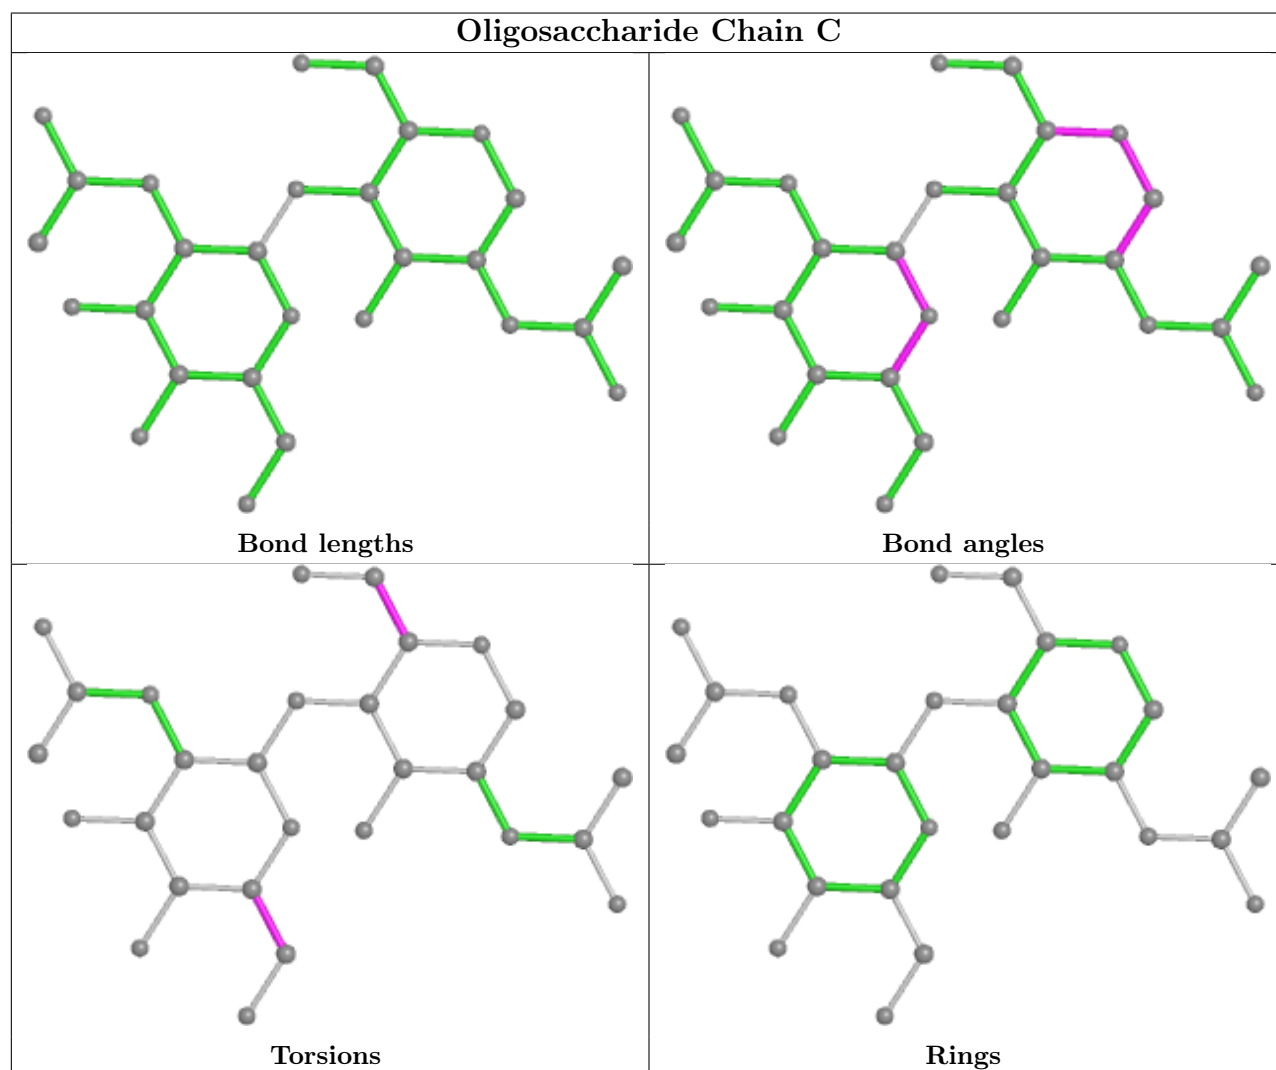 Oligosaccharide Chain C
Bond lengths
Bond angles
Torsions
Rings